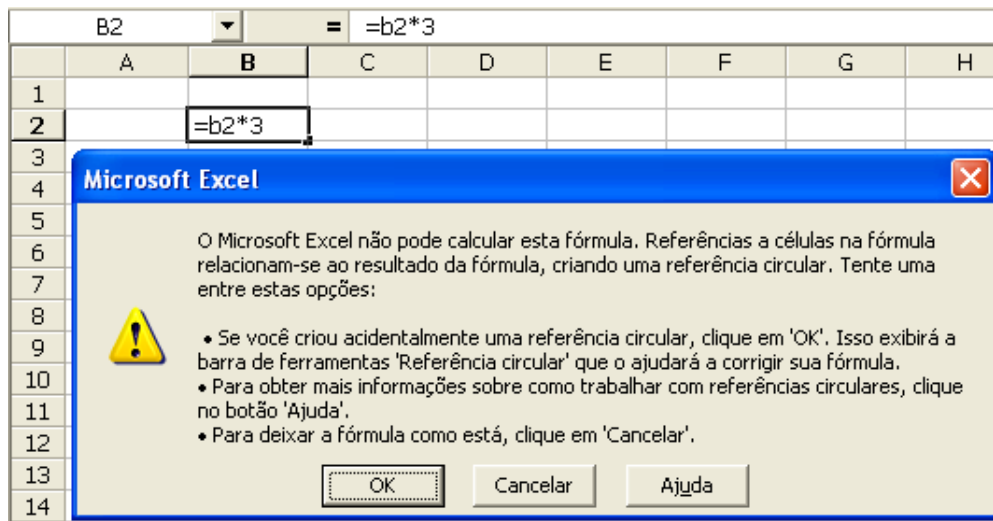 B2 = =b2*3
A B C D E F G H
1
2 =b2*3
3
4
5
6
7
8
9
10
11
12
13
14
Microsoft Excel
O Microsoft Excel não pode calcular esta fórmula. Referências a células na fórmula
relacionam-se ao resultado da fórmula, criando uma referência circular. Tente uma
entre estas opções:
• Se você criou acidentalmente uma referência circular, clique em 'OK'. Isso exibirá a
barra de ferramentas 'Referência circular' que o ajudará a corrigir sua fórmula.
• Para obter mais informações sobre como trabalhar com referências circulares, clique
no botão 'Ajuda'.
• Para deixar a fórmula como está, clique em 'Cancelar'.
OK Cancelar Ajuda